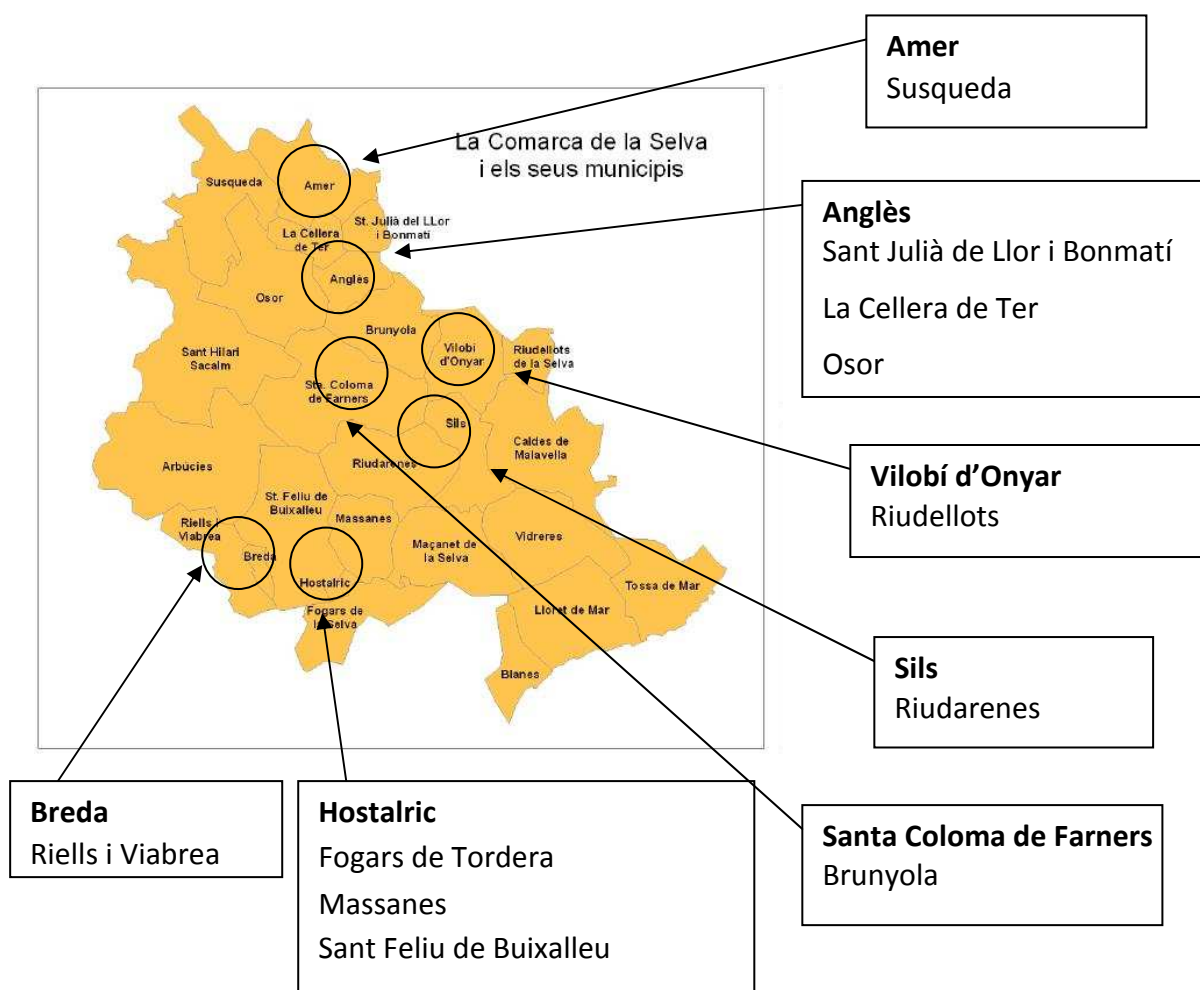 Amer
Susqueda
La Comarca de la Selva
i els seus municipis
Susqueda
Amer
St. Julià del LLor
i Bonmatí
La Cellera
de Ter
Anglès
Osor
Brunyola
Vilobí
d'Onyar
Riudellots
de la Selva
Sant Hilari
Sacalm
Sta. Coloma
de Farners
Sils
Caldes de
Malavella
Arbúcies
Riudarenes
St. Feliu de
Buixalleu
Massanes
Riells i
Viabrea
Breda
Maçanet de
la Selva
Vidreres
Hostalric
Tossa de Mar
Fogars de
la Selva
Lloret de Mar
Blanes
Anglès
Sant Julià de Llor i Bonmatí
La Cellera de Ter
Osor
Vilobí d’Onyar
Riudellots
Sils
Riudarenes
Breda
Riells i Viabrea
Hostalric
Fogars de Tordera
Massanes
Sant Feliu de Buixalleu
Santa Coloma de Farners
Brunyola